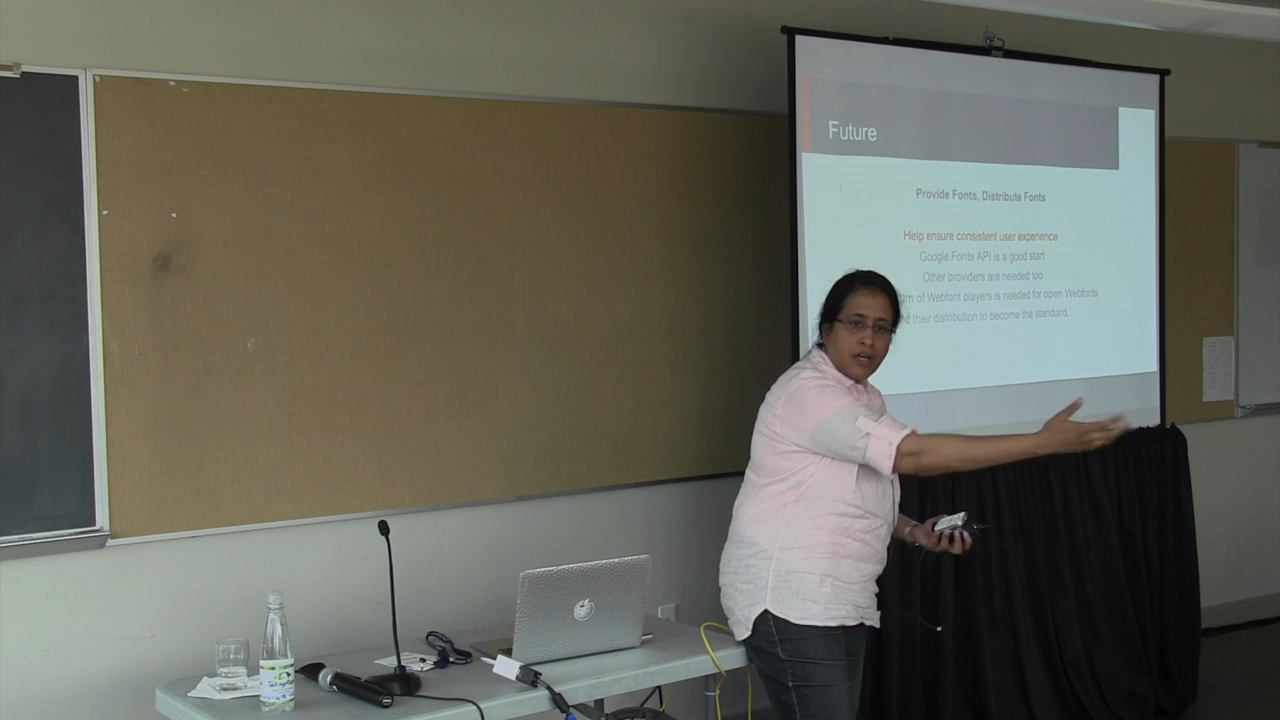 Future
Provide Fonts, Distribute Fonts
Help ensure consistent user experience
Google Fonts API is a good start
Other providers are needed too
of Webfont players is needed for open Webfonts
their distribution to become the standard